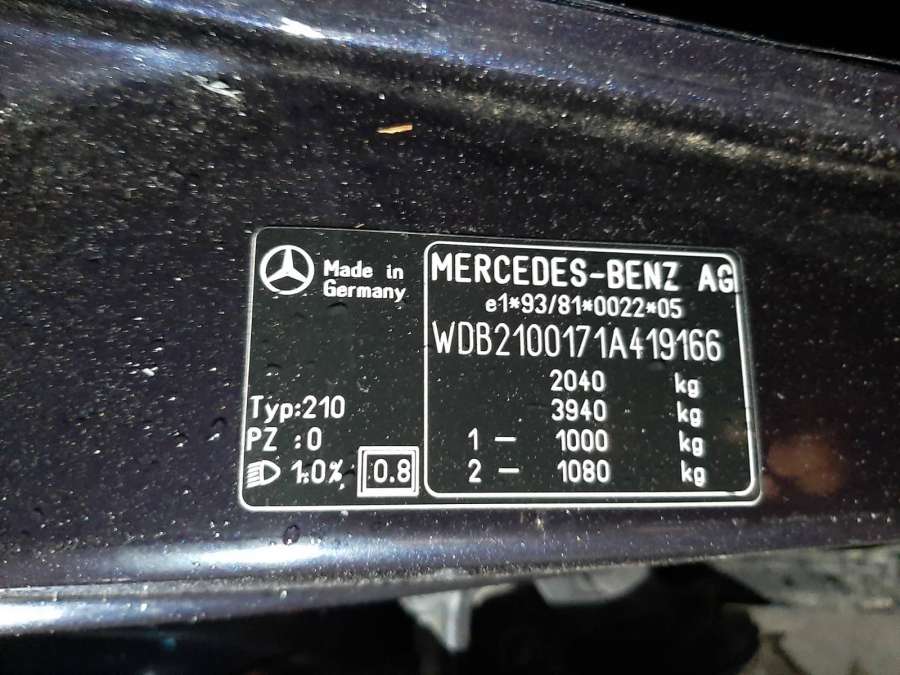 Made in
Germany
Typ:210
PZ :0
1.0%
0.8
MERCEDES-BENZ AG
e1*93/81*0022*05
WDB2100171A419166
2040 kg
3940 kg
1 – 1000 kg
2 – 1080 kg